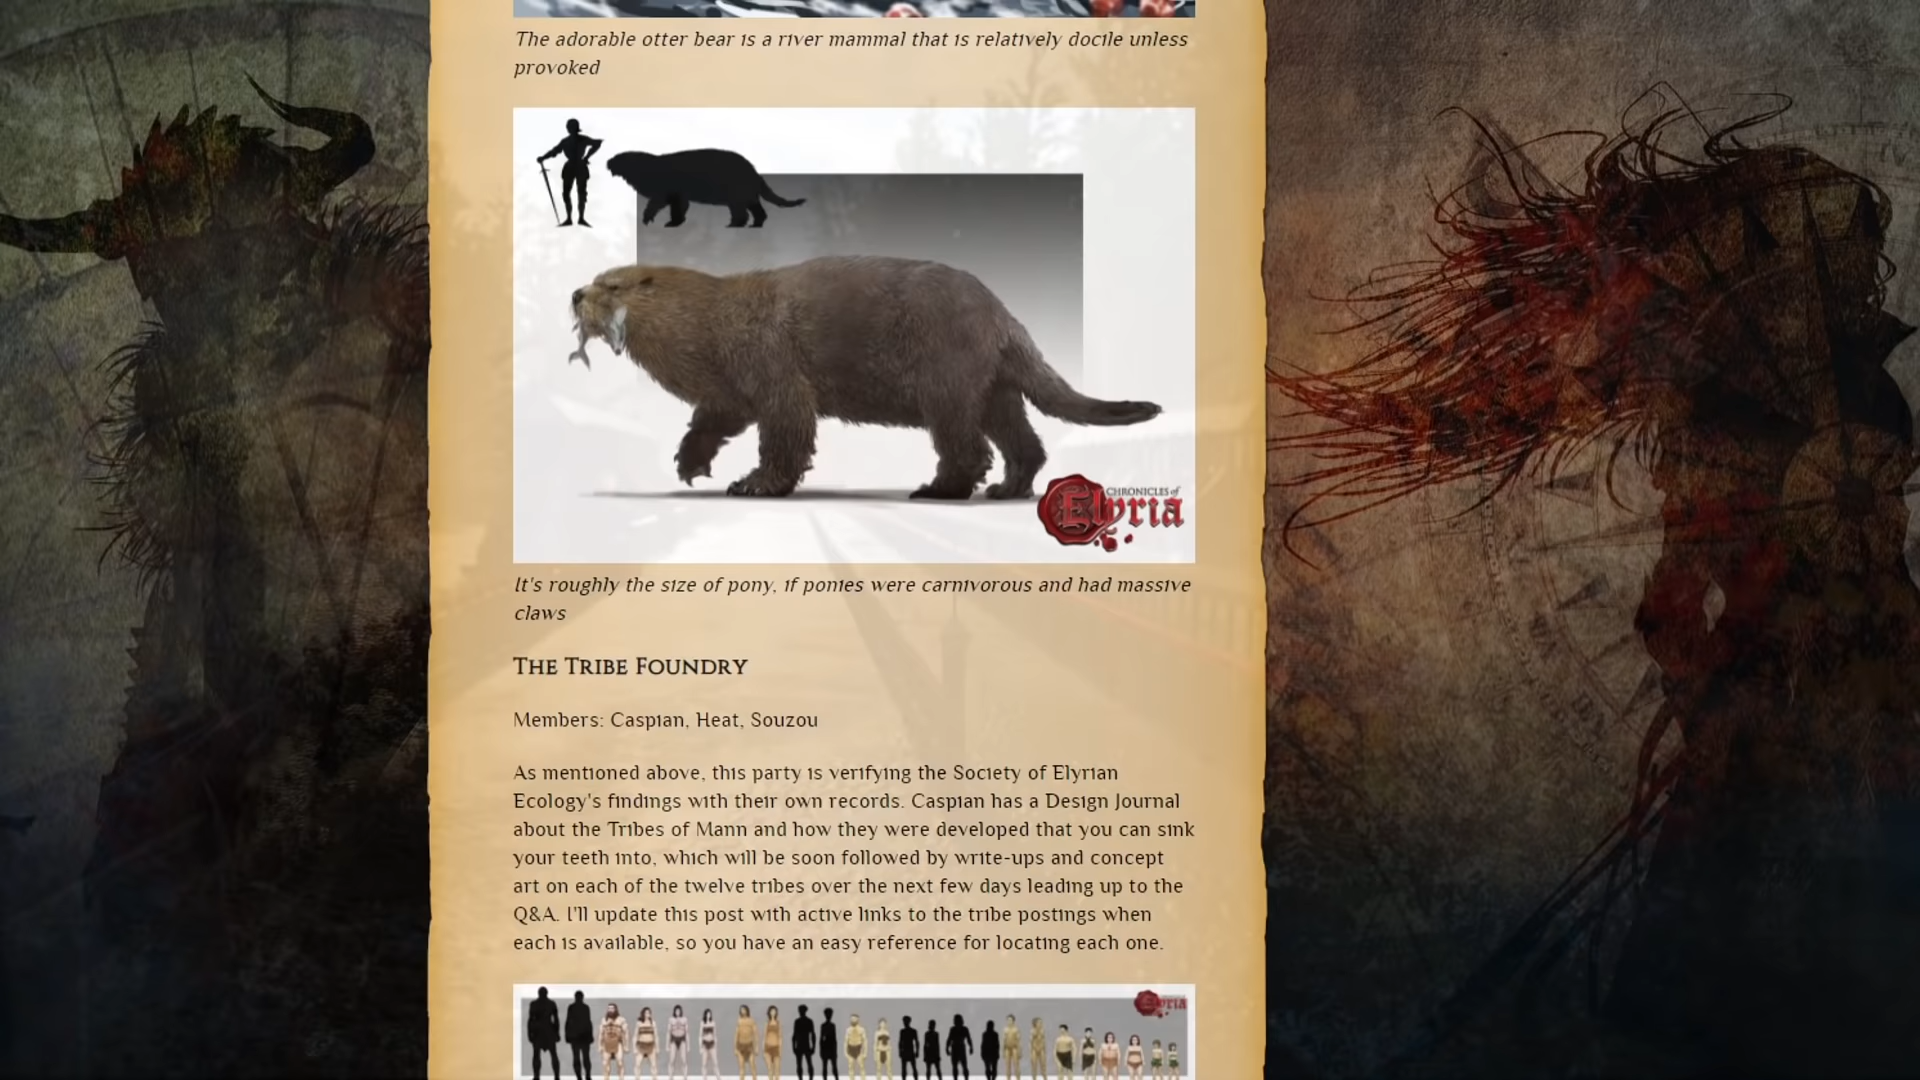 The adorable otter bear is a river mammal that is relatively docile unless
provoked
CHRONICLES of
Elyria
It's roughly the size of pony, if ponies were carnivorous and had massive
claws
THE TRIBE FOUNDRY
Members: Caspian, Heat, Souzou
As mentioned above, this party is verifying the Society of Elyrian
Ecology's findings with their own records. Caspian has a Design Journal
about the Tribes of Mann and how they were developed that you can sink
your teeth into, which will be soon followed by write-ups and concept
art on each of the twelve tribes over the next few days leading up to the
Q&A. I'll update this post with active links to the tribe postings when
each is available, so you have an easy reference for locating each one.
Elyria